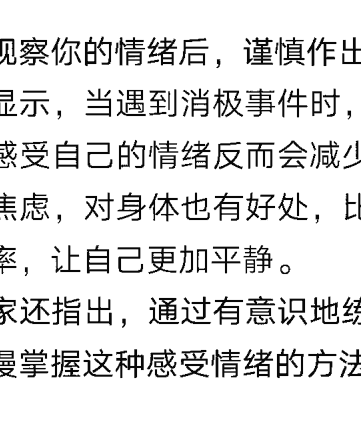 观察你的情绪后，谨慎作出
显示，当遇到消极事件时，
感受自己的情绪反而会减少
焦虑，对身体也有好处，比
率，让自己更加平静。
家还指出，通过有意识地练
慢掌握这种感受情绪的方法